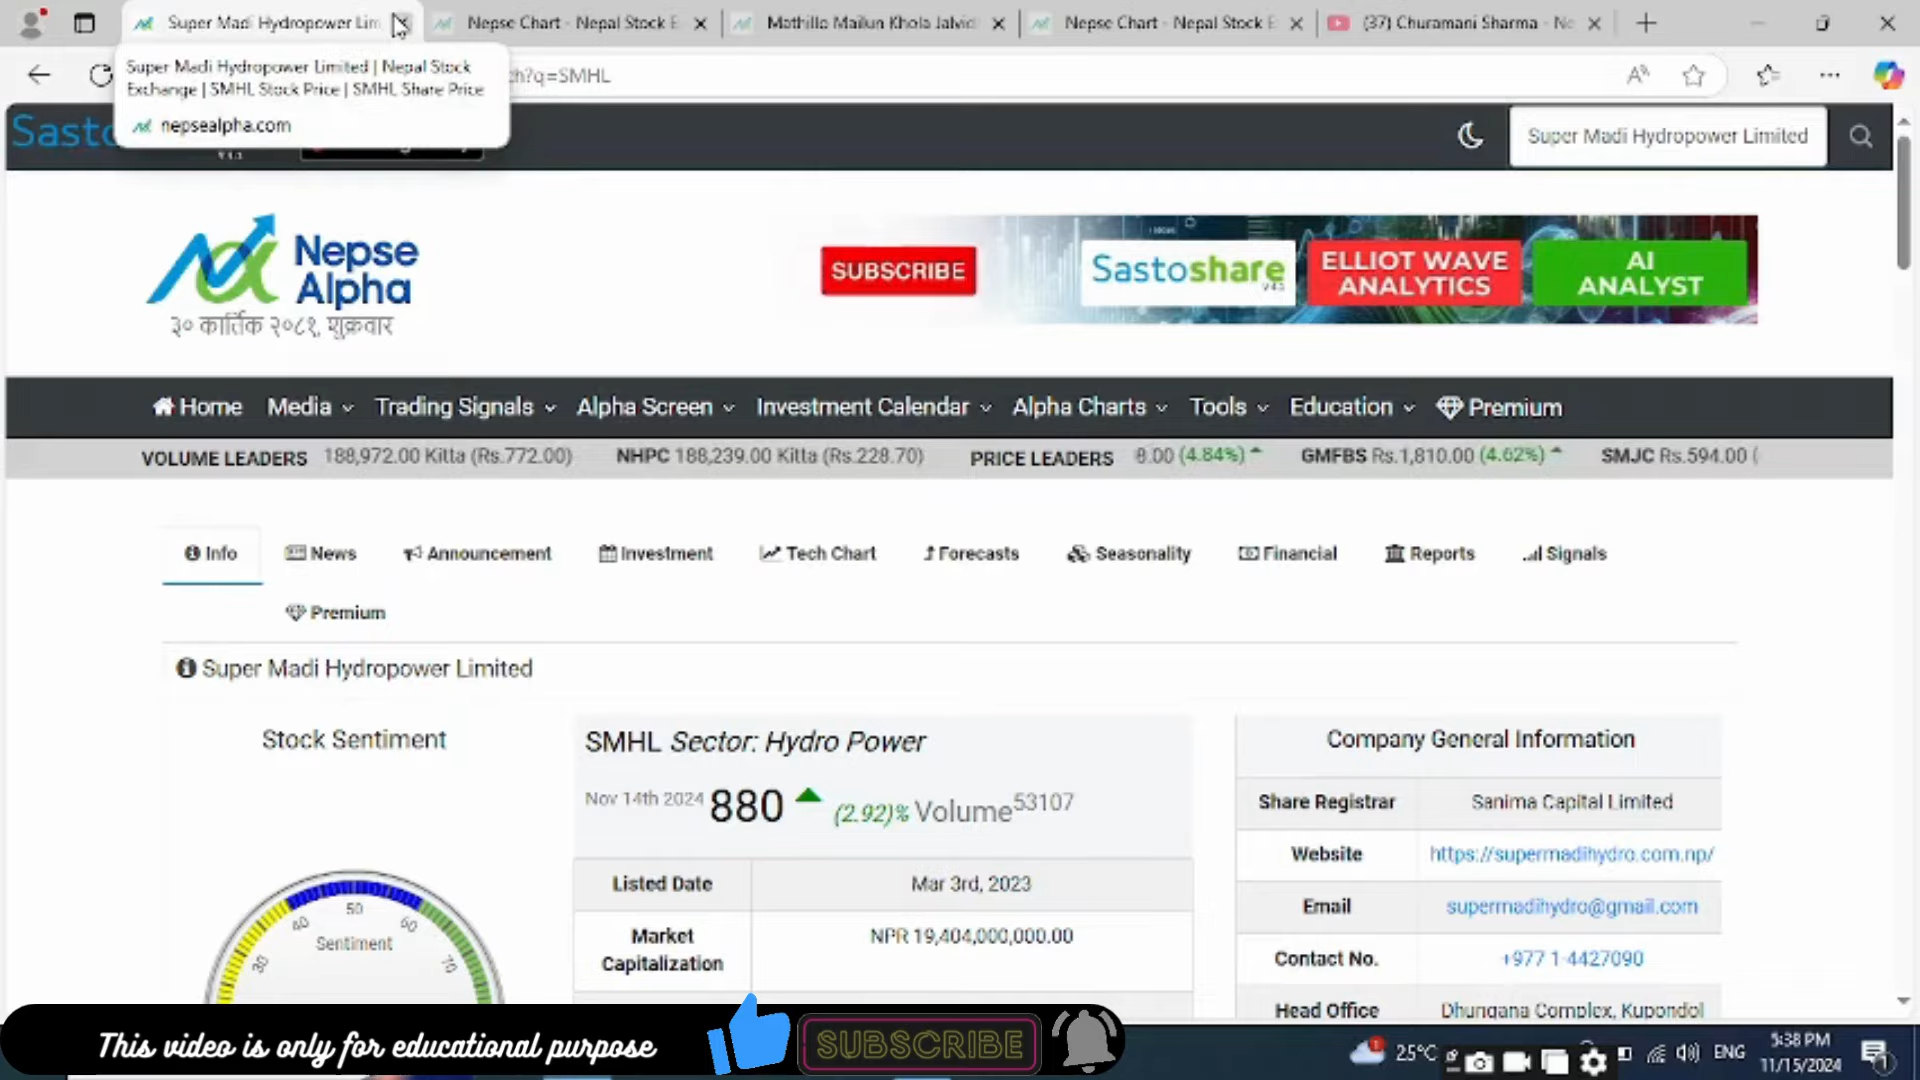 Super Madi Hydropower Lim
Nepse Chart - Nepal Stock E
Mathillo Mailun Khola Jalvid
Nepse Chart - Nepal Stock E
(37) Churamani Sharma - Ne
Super Madi Hydropower Limited | Nepal Stock
Exchange | SMHL Stock Price | SMHL Share Price
nepsealpha.com
ch?q=SMHL
Sasto
Super Madi Hydropower Limited
Nepse
Alpha
३० कार्तिक २०८१, शुक्रवार
SUBSCRIBE
Sastoshare
ELLIOT WAVE
ANALYTICS
AI
ANALYST
Home Media Trading Signals Alpha Screen Investment Calendar Alpha Charts Tools Education Premium
VOLUME LEADERS 188,972.00 Kitta (Rs.772.00) NHPC 188,239.00 Kitta (Rs.228.70) PRICE LEADERS 8.00 (4.84%) GMFBS Rs.1,810.00 (4.62%) SMJC Rs.594.00 (
Info News Announcement Investment Tech Chart Forecasts Seasonality Financial Reports Signals
Premium
Super Madi Hydropower Limited
Stock Sentiment
30 40 50 60 70
Sentiment
SMHL Sector: Hydro Power
Nov 14th 2024 880 (2.92)% Volume 53107
Listed Date Mar 3rd, 2023
Market
Capitalization
NPR 19,404,000,000.00
Company General Information
Share Registrar Sanima Capital Limited
Website https://supermadihydro.com.np/
Email supermadihydro@gmail.com
Contact No. +977 1-4427090
Head Office Dhungana Complex, Kupondol
This video is only for educational purpose
SUBSCRIBE
25°C
ENG
5:38 PM
11/15/2024